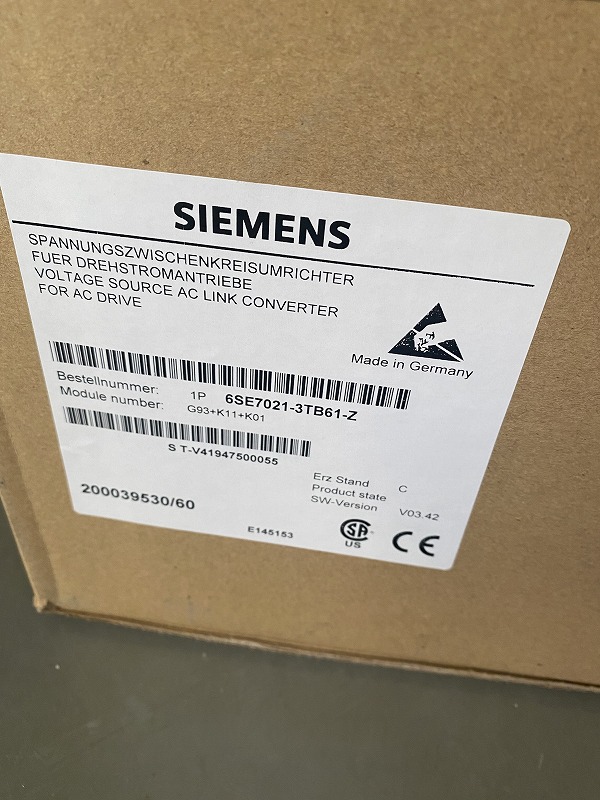 SIEMENS
SPANNUNGSZWISCHENKREISUMRICHTER
FUER DREHSTROMANTRIEBE
VOLTAGE SOURCE AC LINK CONVERTER
FOR AC DRIVE
Made in Germany
Bestellnummer: 1P 6SE7021-3TB61-Z
Module number: G93+K11+K01
S T-V41947500055
Erz Stand C
Product state
SW-Version V03.42
200039530/60
E145153
SA
US
CE